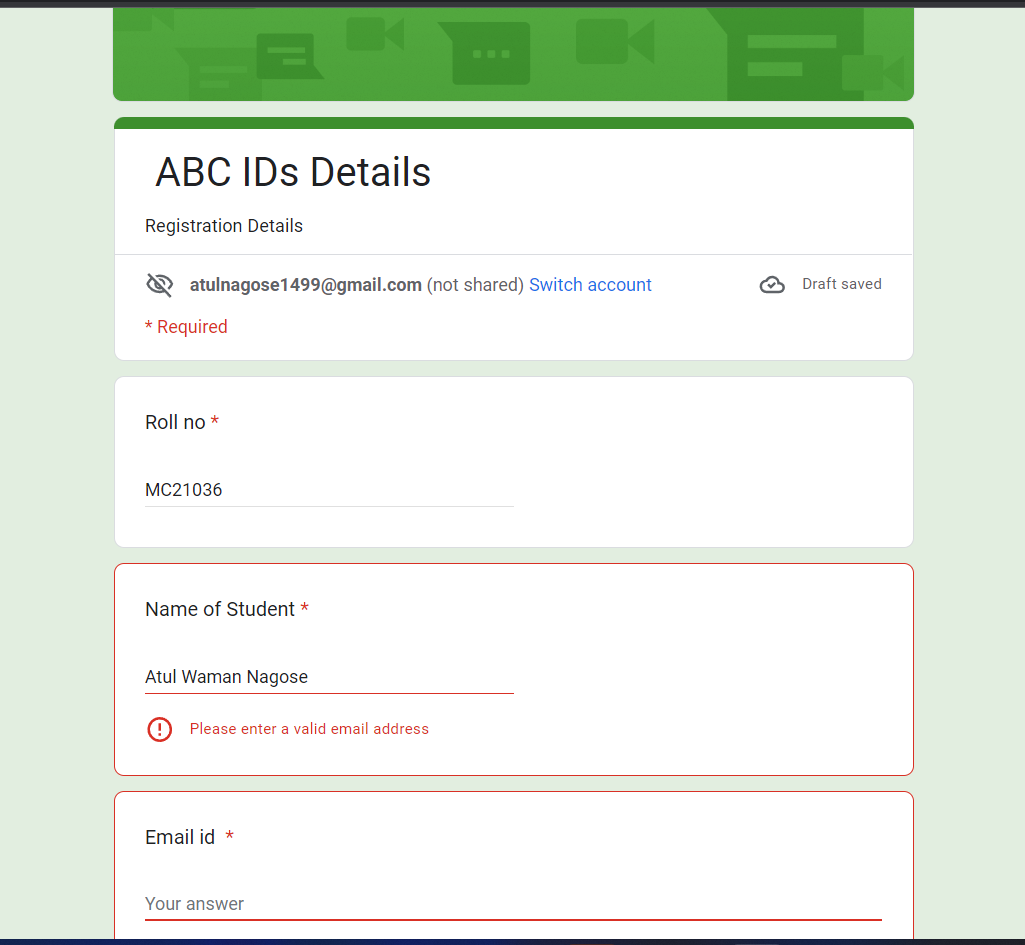 ABC IDs Details
Registration Details
atulnagose1499@gmail.com (not shared) Switch account
Draft saved
* Required
Roll no *
MC21036
Name of Student *
Atul Waman Nagose
Please enter a valid email address
Email id *
Your answer